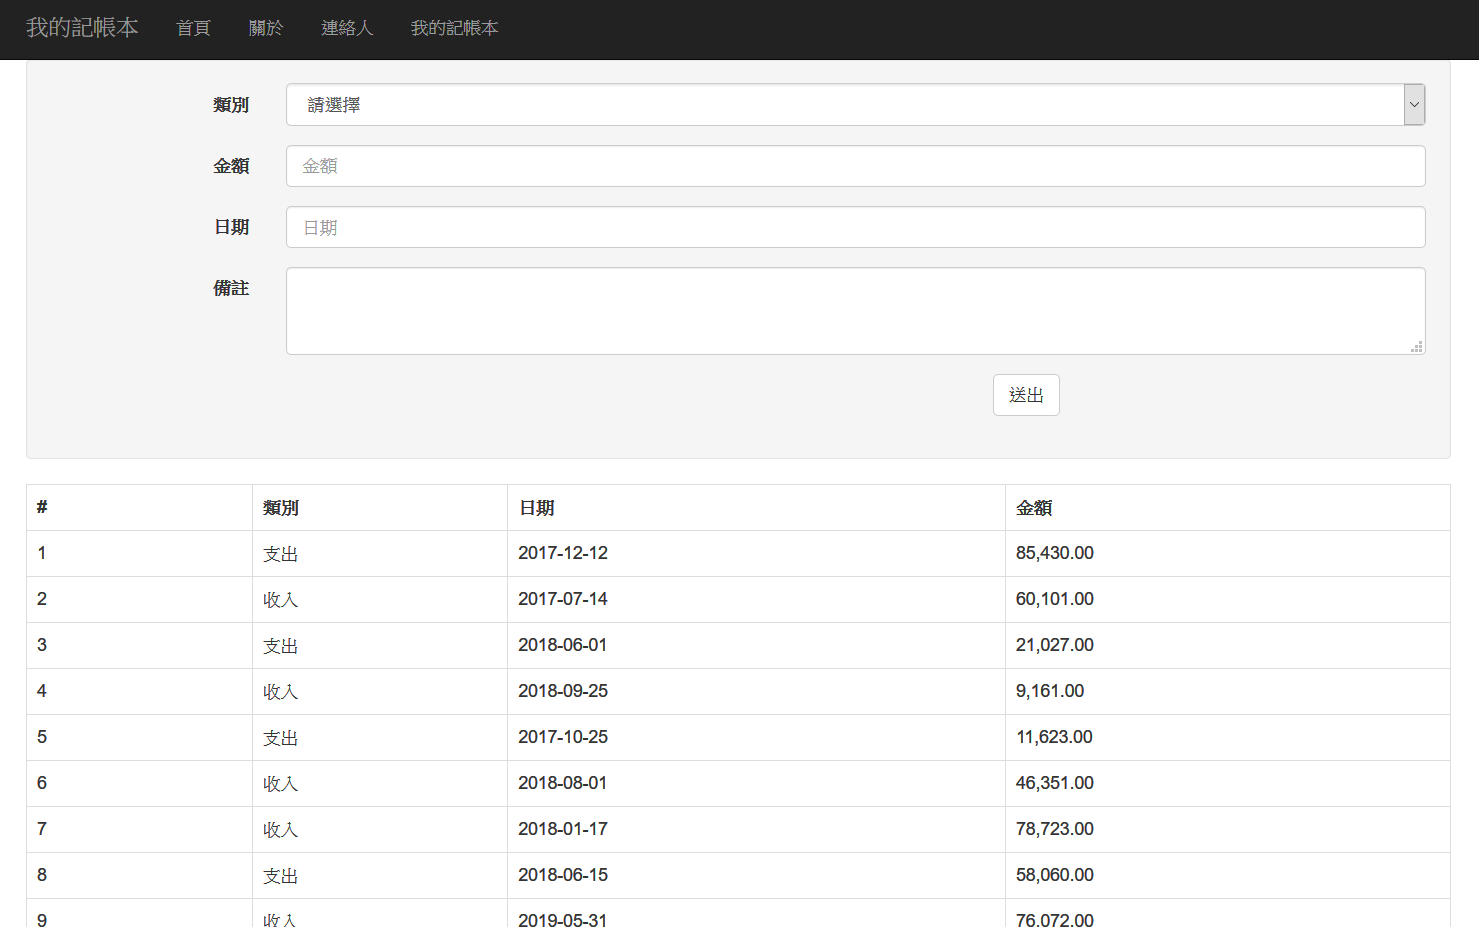 我的記帳本 首頁 關於 連絡人 我的記帳本
類別 請選擇
金額 金額
日期 日期
備註
送出
# 類別 日期 金額
1 支出 2017-12-12 85,430.00
2 收入 2017-07-14 60,101.00
3 支出 2018-06-01 21,027.00
4 收入 2018-09-25 9,161.00
5 支出 2017-10-25 11,623.00
6 收入 2018-08-01 46,351.00
7 收入 2018-01-17 78,723.00
8 支出 2018-06-15 58,060.00
9 收入 2019-05-31 76,072.00